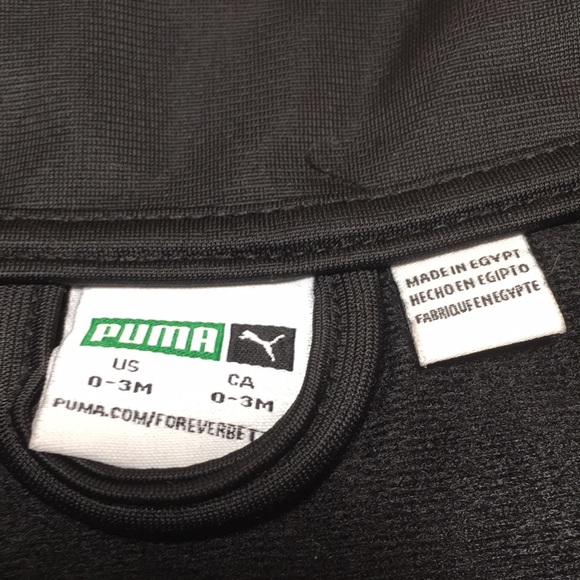 PUMA
US CA
0-3M 0-3M
PUMA.COM/FOREVERBET
MADE IN EGYPT
HECHO EN EGIPTO
FABRIQUE EN EGYPTE